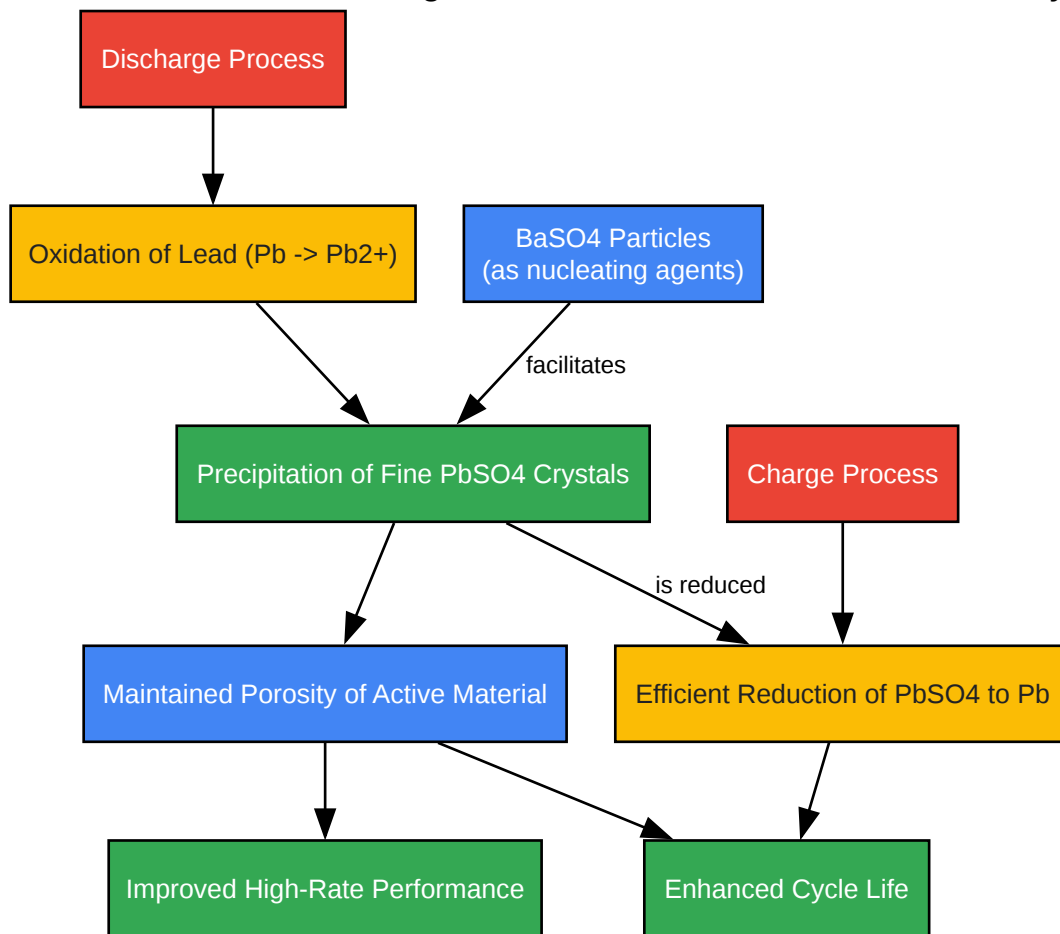 Discharge Process
Oxidation of Lead (Pb -> Pb2+)
BaSO4 Particles
(as nucleating agents)
facilitates
Precipitation of Fine PbSO4 Crystals
Charge Process
is reduced
Maintained Porosity of Active Material
Efficient Reduction of PbSO4 to Pb
Improved High-Rate Performance
Enhanced Cycle Life